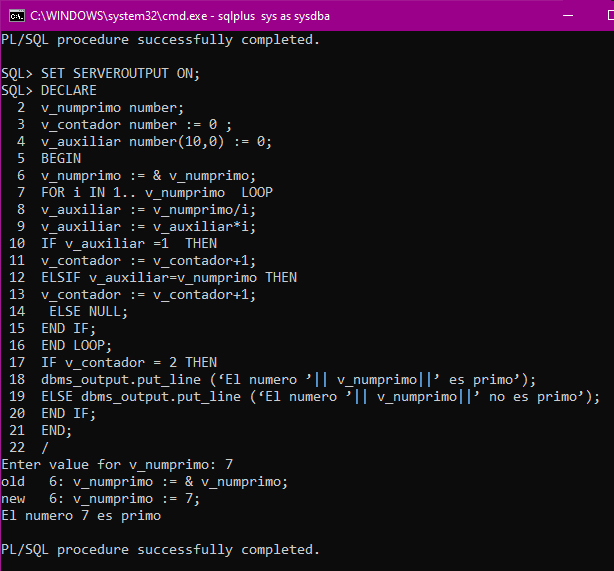 C:\WINDOWS\system32\cmd.exe - sqlplus  sys as sysdba
PL/SQL procedure successfully completed.
SQL> SET SERVEROUTPUT ON;
SQL> DECLARE
  2  v_numprimo number;
  3  v_contador number := 0 ;
  4  v_auxiliar number(10,0) := 0;
  5  BEGIN
  6  v_numprimo := & v_numprimo;
  7  FOR i IN 1.. v_numprimo  LOOP
  8  v_auxiliar := v_numprimo/i;
  9  v_auxiliar := v_auxiliar*i;
 10  IF v_auxiliar =1  THEN
 11  v_contador := v_contador+1;
 12  ELSIF v_auxiliar=v_numprimo THEN
 13  v_contador := v_contador+1;
 14   ELSE NULL;
 15  END IF;
 16  END LOOP;
 17  IF v_contador = 2 THEN
 18  dbms_output.put_line (‘El numero ’|| v_numprimo||’ es primo’);
 19  ELSE dbms_output.put_line (‘El numero ’|| v_numprimo||’ no es primo’);
 20  END IF;
 21  END;
 22  /
Enter value for v_numprimo: 7
old   6: v_numprimo := & v_numprimo;
new   6: v_numprimo := 7;
El numero 7 es primo
PL/SQL procedure successfully completed.